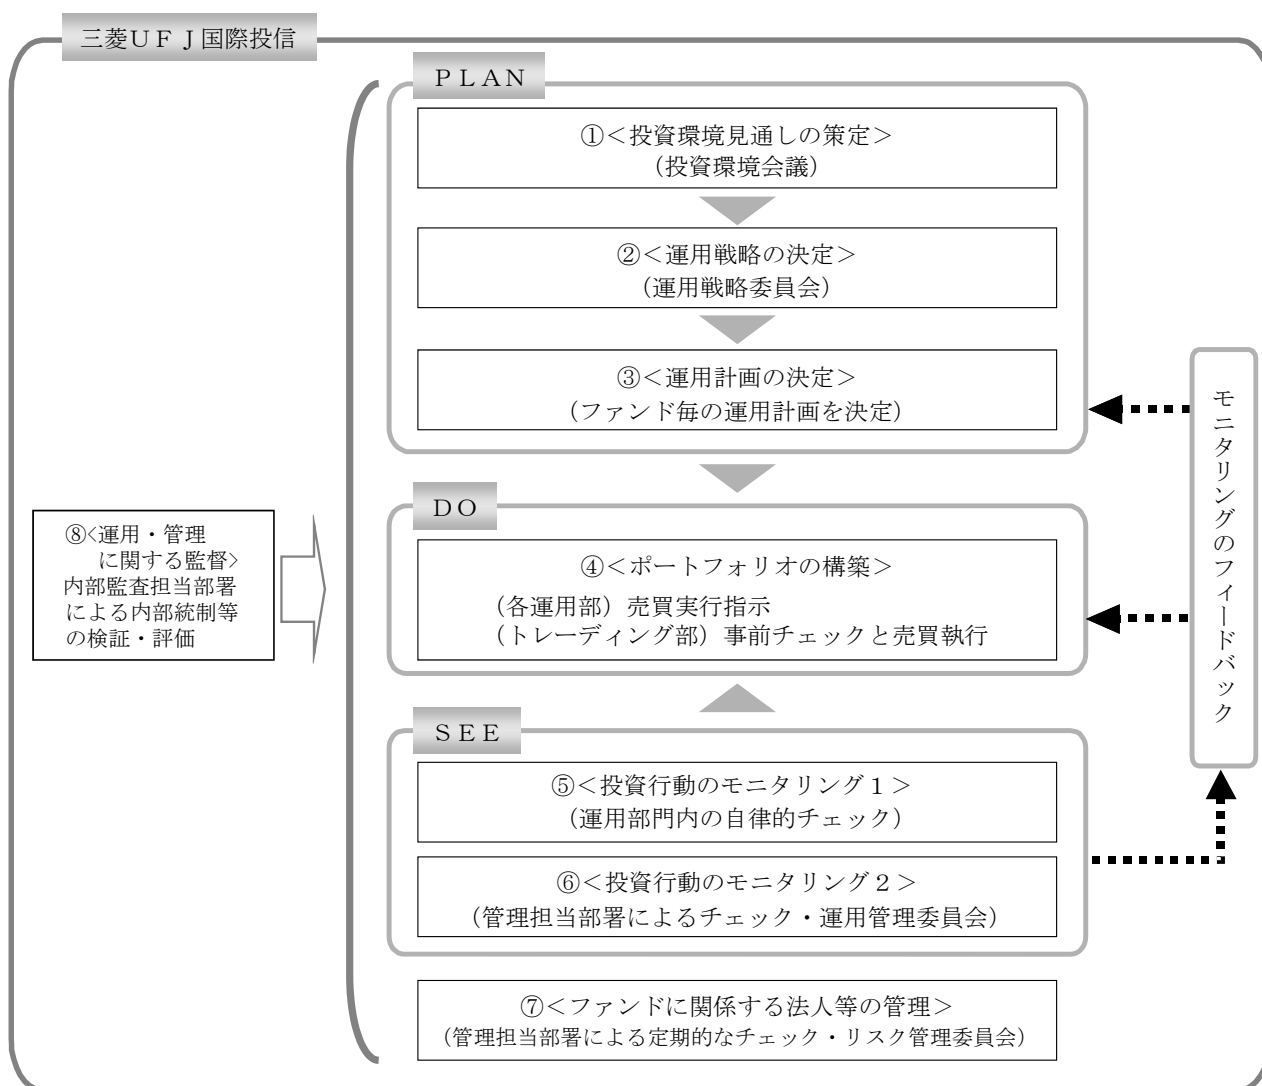 三菱ＵＦＪ国際投信
ＰＬＡＮ
①＜投資環境見通しの策定＞
（投資環境会議）
②＜運用戦略の決定＞
（運用戦略委員会）
③＜運用計画の決定＞
（ファンド毎の運用計画を決定）
ＤＯ
④＜ポートフォリオの構築＞
（各運用部）売買実行指示
（トレーディング部）事前チェックと売買執行
ＳＥＥ
⑤＜投資行動のモニタリング１＞
（運用部門内の自律的チェック）
⑥＜投資行動のモニタリング２＞
（管理担当部署によるチェック・運用管理委員会）
⑦＜ファンドに関係する法人等の管理＞
（管理担当部署による定期的なチェック・リスク管理委員会）
⑧<運用・管理
に関する監督>
内部監査担当部署
による内部統制等
の検証・評価
モニタリングのフィードバック